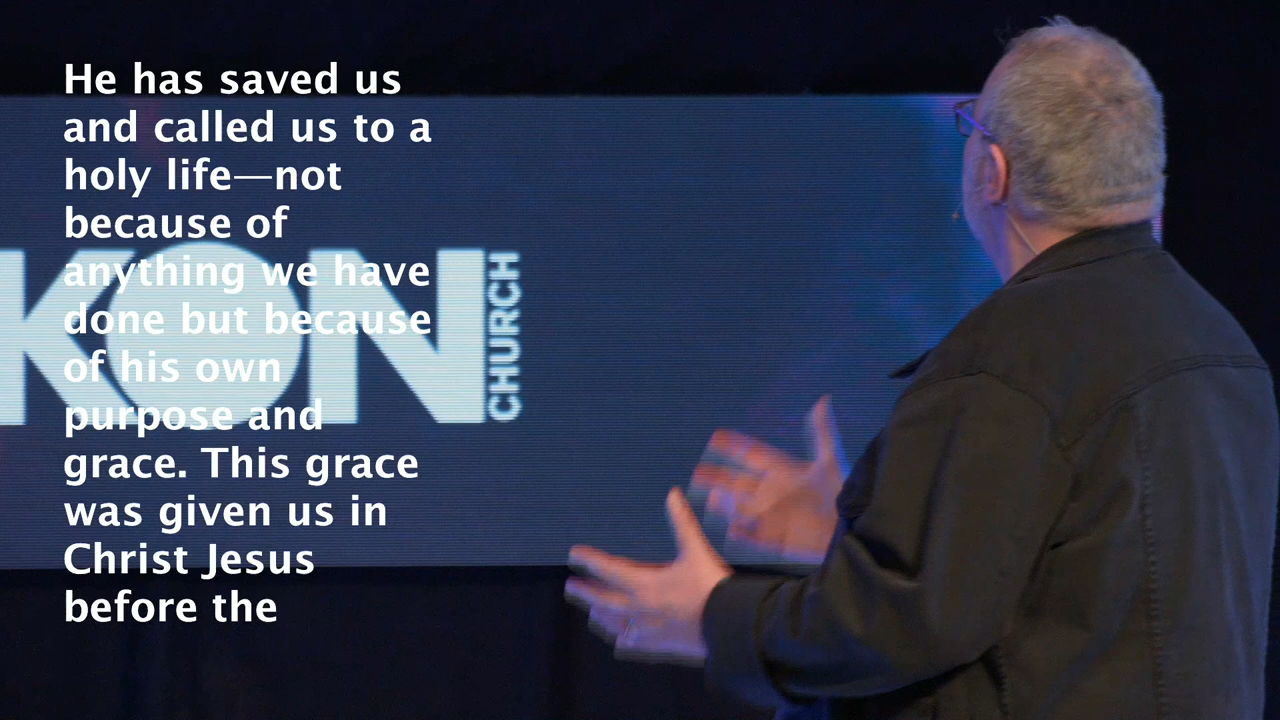 He has saved us
and called us to a
holy life—not
because of
anything we have
done but because
of his own
purpose and
grace. This grace
was given us in
Christ Jesus
before the
KON
CHURCH